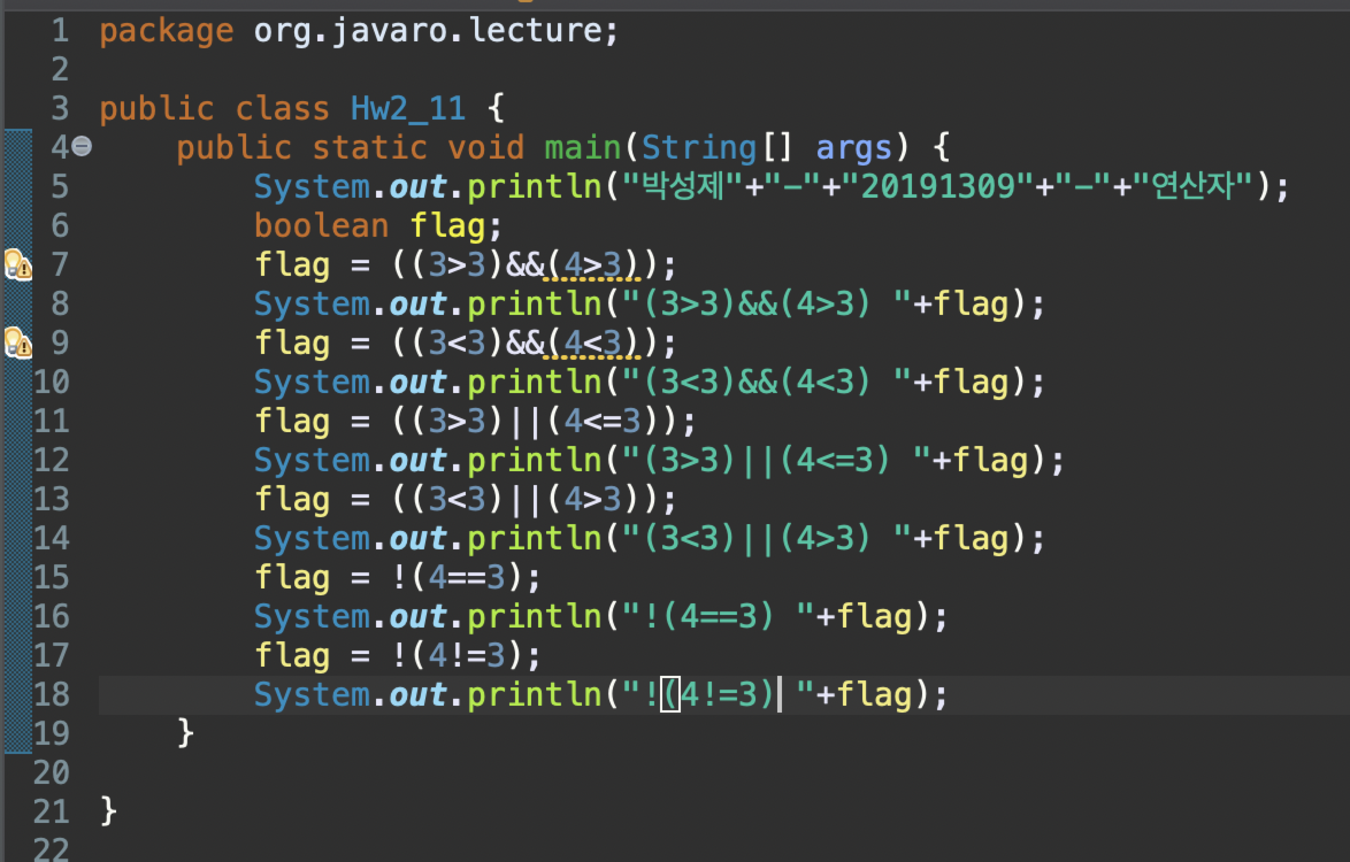 1 package org.javaro.lecture;
2
3 public class Hw2_11 {
4     public static void main(String[] args) {
5         System.out.println("박성제"+"-"+"20191309"+"-"+"연산자");
6         boolean flag;
7         flag = ((3>3)&&(4>3));
8         System.out.println("(3>3)&&(4>3) "+flag);
9         flag = ((3<3)&&(4<3));
10         System.out.println("(3<3)&&(4<3) "+flag);
11         flag = ((3>3)||(4<=3));
12         System.out.println("(3>3)||(4<=3) "+flag);
13         flag = ((3<3)||(4>3));
14         System.out.println("(3<3)||(4>3) "+flag);
15         flag = !(4==3);
16         System.out.println("!(4==3) "+flag);
17         flag = !(4!=3);
18         System.out.println("!(4!=3) "+flag);
19     }
20
21 }
22